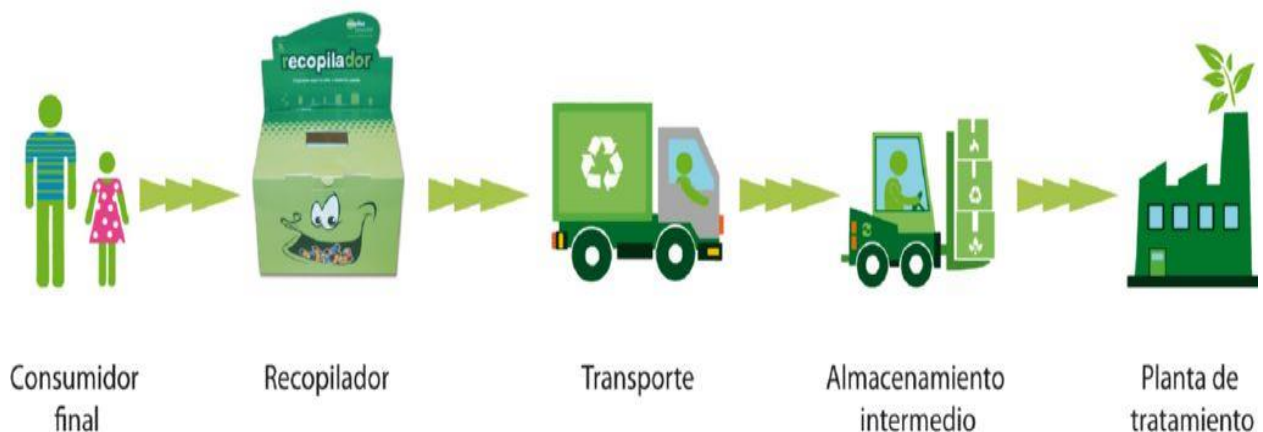 recopilador
Consumidor
final
Recopilador
Transporte
Almacenamiento
intermedio
Planta de
tratamiento